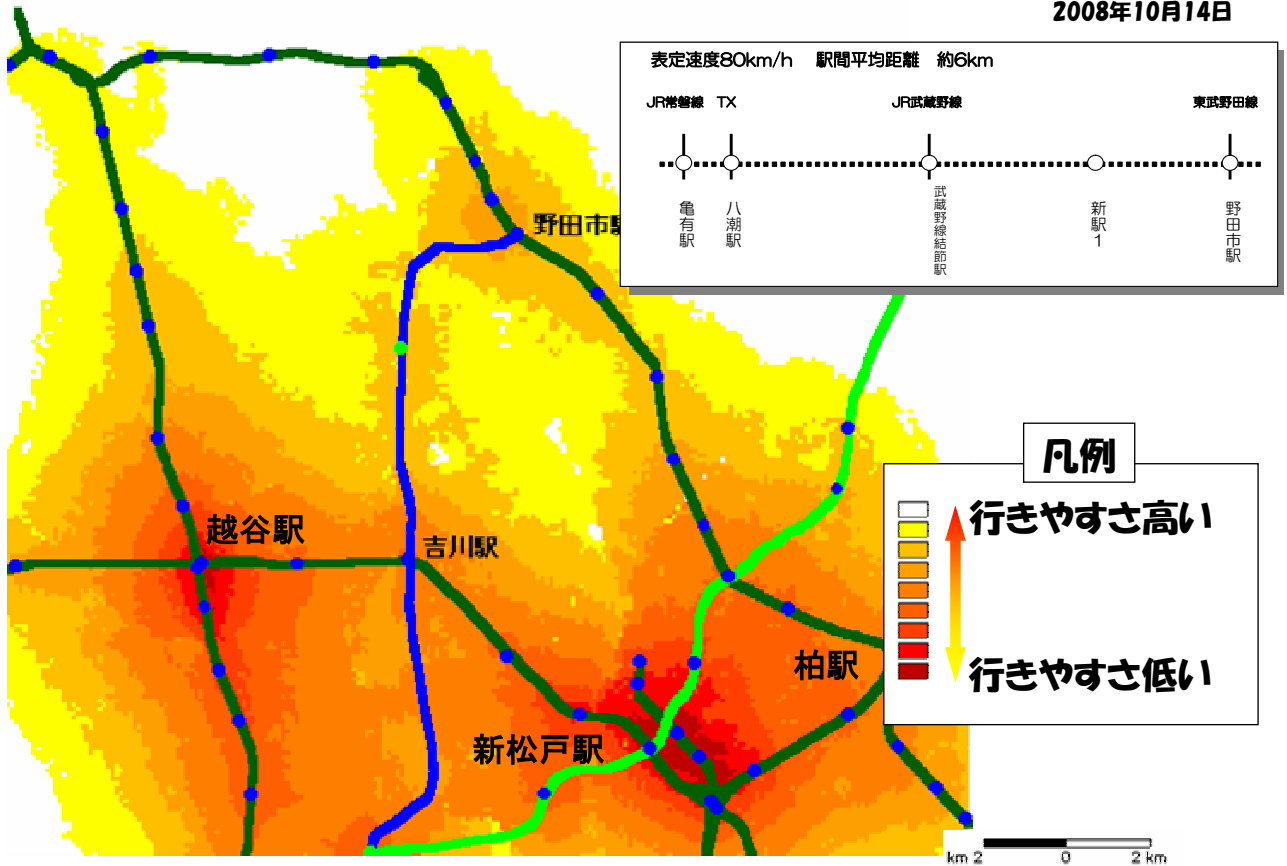 2008年10月14日
表定速度80km/h 駅間平均距離 約6km
JR常磐線 TX JR武蔵野線 東武野田線
亀有駅
八潮駅
武蔵野線結節駅
新駅1
野田市駅
野田市駅
越谷駅
吉川駅
柏駅
新松戸駅
凡例
行きやすさ高い
行きやすさ低い
km 2 0 2 km